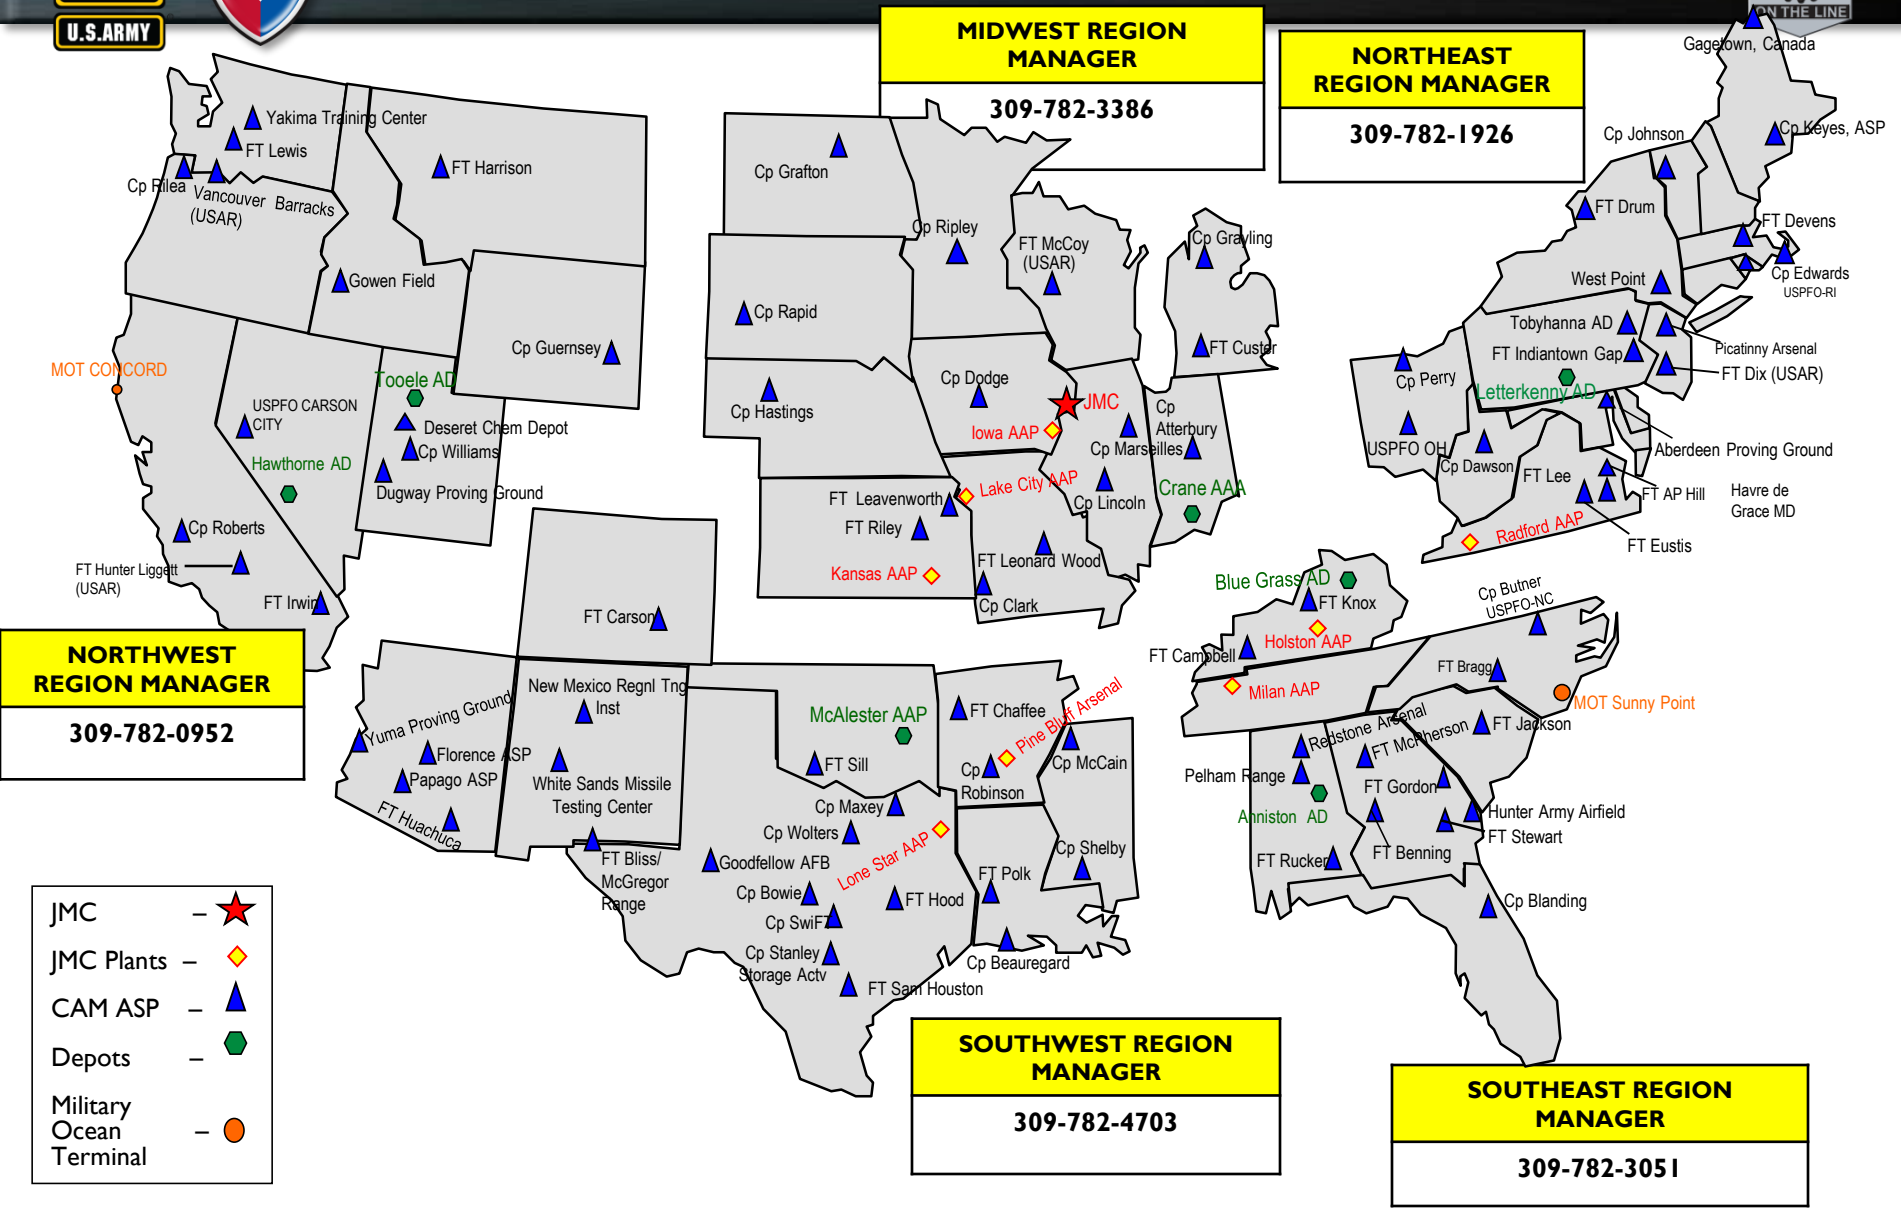 U.S.ARMY
ON THE LINE
MIDWEST REGION
MANAGER
309-782-3386
NORTHEAST
REGION MANAGER
309-782-1926
Gagetown, Canada
Cp Keyes, ASP
Cp Johnson
FT Drum
FT Devens
West Point
Cp Edwards
USPFO-RI
Tobyhanna AD
FT Indiantown Gap
Picatinny Arsenal
FT Dix (USAR)
Letterkenny AD
Cp Perry
USPFO OH
Cp Dawson
Aberdeen Proving Ground
FT Lee
FT AP Hill
Havre de
Grace MD
Radford AAP
FT Eustis
Yakima Training Center
FT Lewis
Cp Rilea
Vancouver Barracks
(USAR)
FT Harrison
Gowen Field
Cp Guernsey
MOT CONCORD
Tooele AD
USPFO CARSON
CITY
Deseret Chem Depot
Cp Williams
Hawthorne AD
Dugway Proving Ground
Cp Roberts
FT Hunter Liggett
(USAR)
FT Irwin
NORTHWEST
REGION MANAGER
309-782-0952
Cp Grafton
Cp Ripley
FT McCoy
(USAR)
Cp Grayling
Cp Rapid
FT Custer
Cp Dodge
Cp Hastings
JMC
Iowa AAP
Cp
Atterbury
Cp Marseilles
Lake City AAP
Crane AAA
FT Leavenworth
Cp Lincoln
FT Riley
FT Leonard Wood
Kansas AAP
Cp Clark
FT Carson
Blue Grass AD
FT Knox
Holston AAP
FT Campbell
Milan AAP
Cp Butner
USPFO-NC
FT Bragg
MOT Sunny Point
Redstone Arsenal
FT McPherson
FT Jackson
Pelham Range
FT Gordon
Anniston AD
Hunter Army Airfield
FT Stewart
FT Benning
FT Rucker
Cp Blanding
Yuma Proving Ground
Florence ASP
Papago ASP
FT Huachuca
New Mexico Regnl Tng
Inst
White Sands Missile
Testing Center
FT Bliss/
McGregor
Range
McAlester AAP
FT Sill
FT Chaffee
Pine Bluff Arsenal
Cp
Robinson
Cp McCain
Cp Maxey
Cp Wolters
Lone Star AAP
Goodfellow AFB
Cp Bowie
FT Hood
Cp SwiFT
Cp Stanley
Storage Actv
FT Sam Houston
FT Polk
Cp Shelby
Cp Beauregard
SOUTHWEST REGION
MANAGER
309-782-4703
SOUTHEAST REGION
MANAGER
309-782-3051
JMC –
JMC Plants –
CAM ASP –
Depots –
Military
Ocean –
Terminal